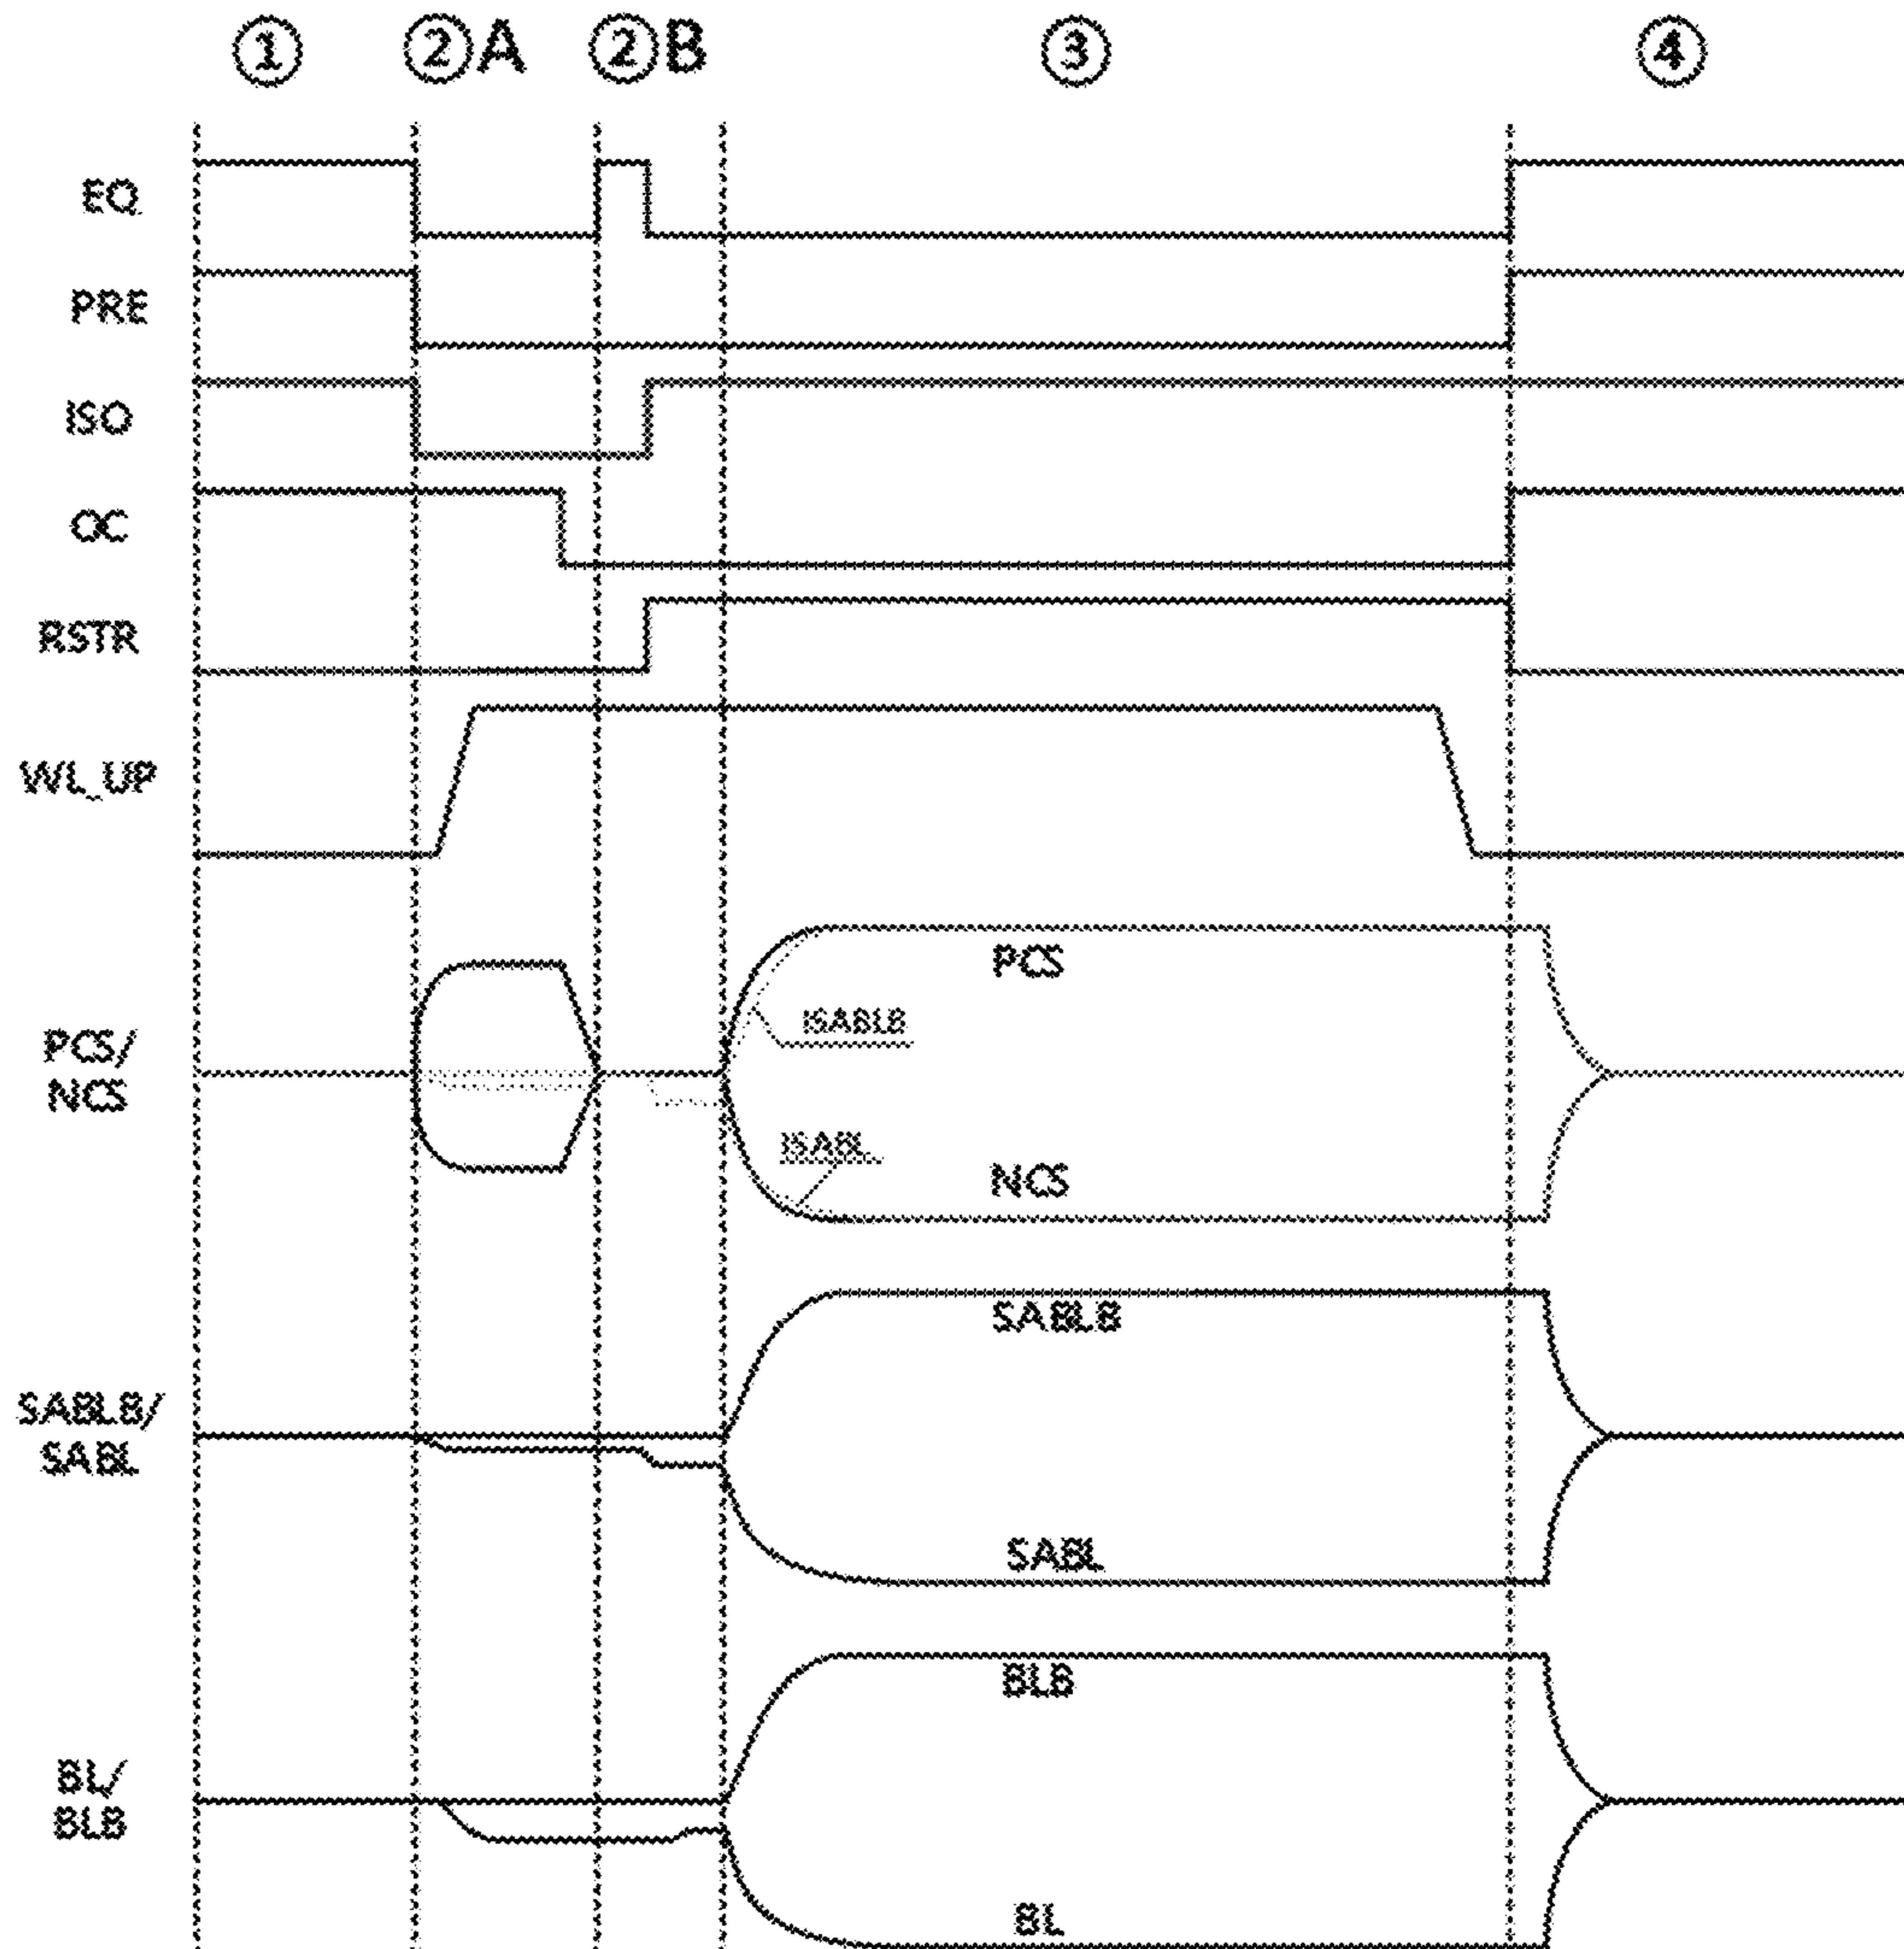 ① ②A ②B ③ ④
EQ
PRE
ISO
OC
RSTR
WL_UP
PCS/
NCS
PCS
ISABLB
ISABL
NCS
SABLB/
SABL
SABLB
SABL
BL/
BLB
BLB
BL